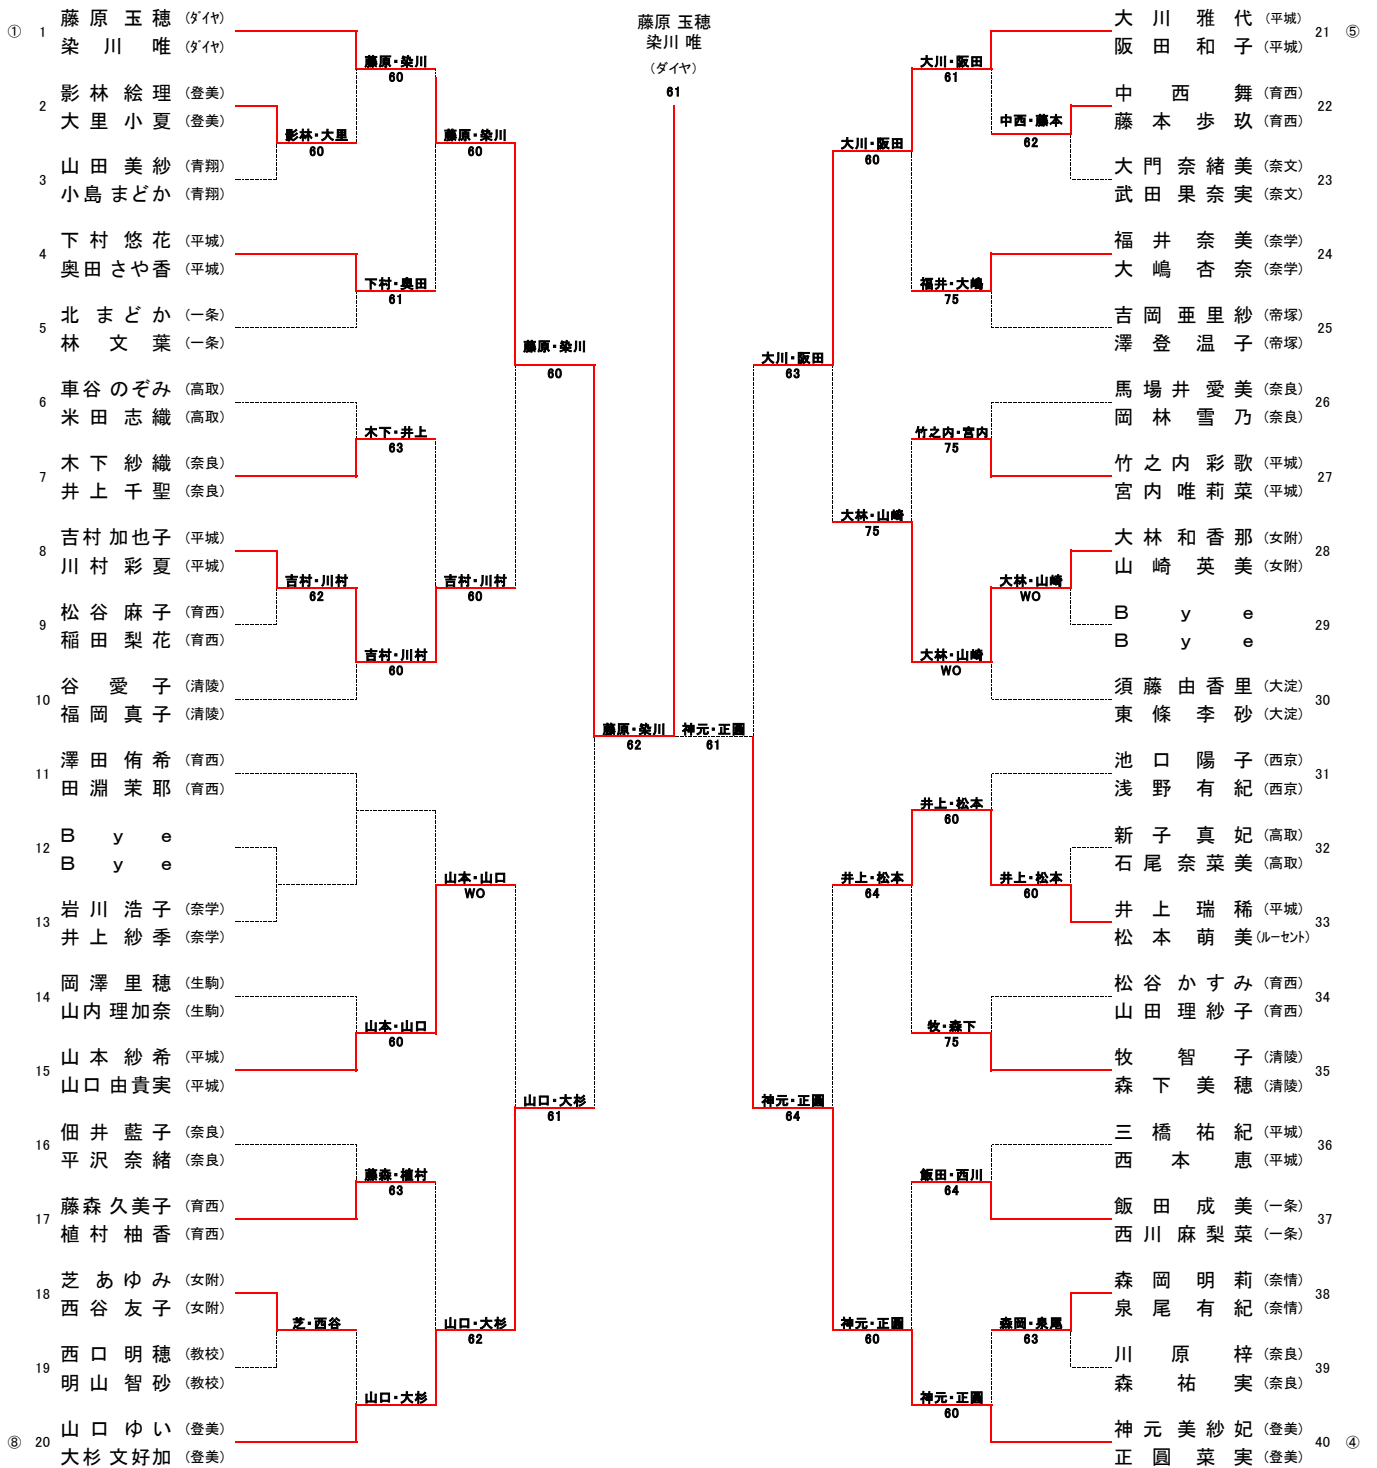 藤原 玉穂
染川 唯
(ダイヤ)
61
① 1 藤原 玉穂 (ダイヤ)
染川 唯 (ダイヤ)
2 影林 絵理 (登美)
大里 小夏 (登美)
3 山田 美紗 (青翔)
小島 まどか (青翔)
4 下村 悠花 (平城)
奥田 さや香 (平城)
5 北 まどか (一条)
林 文葉 (一条)
6 車谷 のぞみ (高取)
米田 志織 (高取)
7 木下 紗織 (奈良)
井上 千聖 (奈良)
8 吉村 加也子 (平城)
川村 彩夏 (平城)
9 松谷 麻子 (育西)
稲田 梨花 (育西)
10 谷 愛子 (清陵)
福岡 真子 (清陵)
11 澤田 侑希 (育西)
田淵 茉耶 (育西)
12 Bye
Bye
13 岩川 浩子 (奈学)
井上 紗季 (奈学)
14 岡澤 里穂 (生駒)
山内 理加奈 (生駒)
15 山本 紗希 (平城)
山口 由貴実 (平城)
16 佃井 藍子 (奈良)
平沢 奈緒 (奈良)
17 藤森 久美子 (育西)
植村 柚香 (育西)
18 芝 あゆみ (女附)
西谷 友子 (女附)
19 西口 明穂 (教校)
明山 智砂 (教校)
⑧ 20 山口 ゆい (登美)
大杉 文好加 (登美)
影林・大里
60
吉村・川村
62
芝・西谷
藤原・染川
60
下村・奥田
61
木下・井上
63
吉村・川村
60
山本・山口
60
藤森・植村
63
山口・大杉
藤原・染川
60
吉村・川村
60
山本・山口
WO
山口・大杉
62
藤原・染川
60
山口・大杉
61
藤原・染川
62
神元・正圓
61
大川・阪田
63
神元・正圓
64
大川・阪田
60
大林・山崎
75
井上・松本
64
神元・正圓
60
大川・阪田
61
福井・大嶋
75
竹之内・宮内
75
大林・山崎
WO
井上・松本
60
牧・森下
75
飯田・西川
64
神元・正圓
60
中西・藤本
62
大林・山崎
WO
井上・松本
60
森岡・泉尾
63
大川 雅代 (平城) 21 ⑤
阪田 和子 (平城)
中西 舞 (育西) 22
藤本 歩玖 (育西)
大門 奈緒美 (奈文) 23
武田 果奈実 (奈文)
福井 奈美 (奈学) 24
大嶋 杏奈 (奈学)
吉岡 亜里紗 (帝塚) 25
澤登 温子 (帝塚)
馬場井 愛美 (奈良) 26
岡林 雪乃 (奈良)
竹之内 彩歌 (平城) 27
宮内 唯莉菜 (平城)
大林 和香那 (女附) 28
山崎 英美 (女附)
Bye 29
Bye
須藤 由香里 (大淀) 30
東條 李砂 (大淀)
池口 陽子 (西京) 31
浅野 有紀 (西京)
新子 真妃 (高取) 32
石尾 奈菜美 (高取)
井上 瑞稀 (平城) 33
松本 萌美 (ルーセント)
松谷 かすみ (育西) 34
山田 理紗子 (育西)
牧 智子 (清陵) 35
森下 美穂 (清陵)
三橋 祐紀 (平城) 36
西本 恵 (平城)
飯田 成美 (一条) 37
西川 麻梨菜 (一条)
森岡 明莉 (奈情) 38
泉尾 有紀 (奈情)
川原 梓 (奈良) 39
森 祐実 (奈良)
神元 美紗妃 (登美) 40 ④
正圓 菜実 (登美)